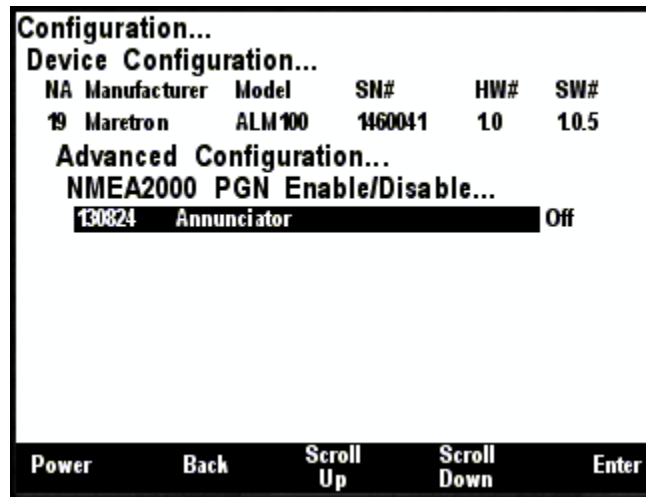 Configuration...
Device Configuration...
NA Manufacturer Model SN# HW# SW#
19 Maretron ALM100 1460041 1.0 1.0.5
Advanced Configuration...
NMEA2000 PGN Enable/Disable...
130824 Annunciator Off
Power Back Scroll Up Scroll Down Enter